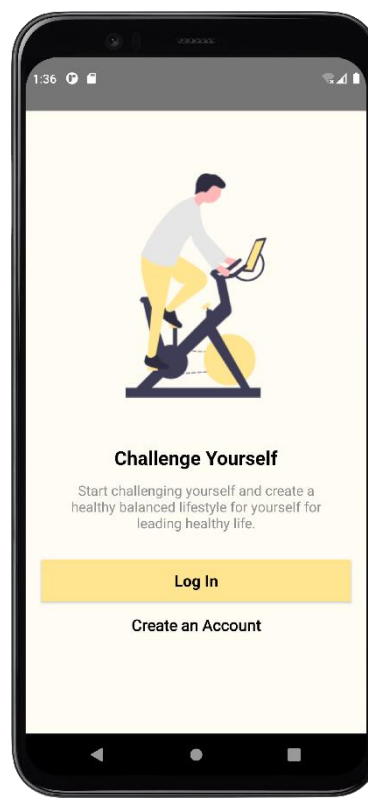 1:36
Challenge Yourself
Start challenging yourself and create a
healthy balanced lifestyle for yourself for
leading healthy life.
Log In
Create an Account